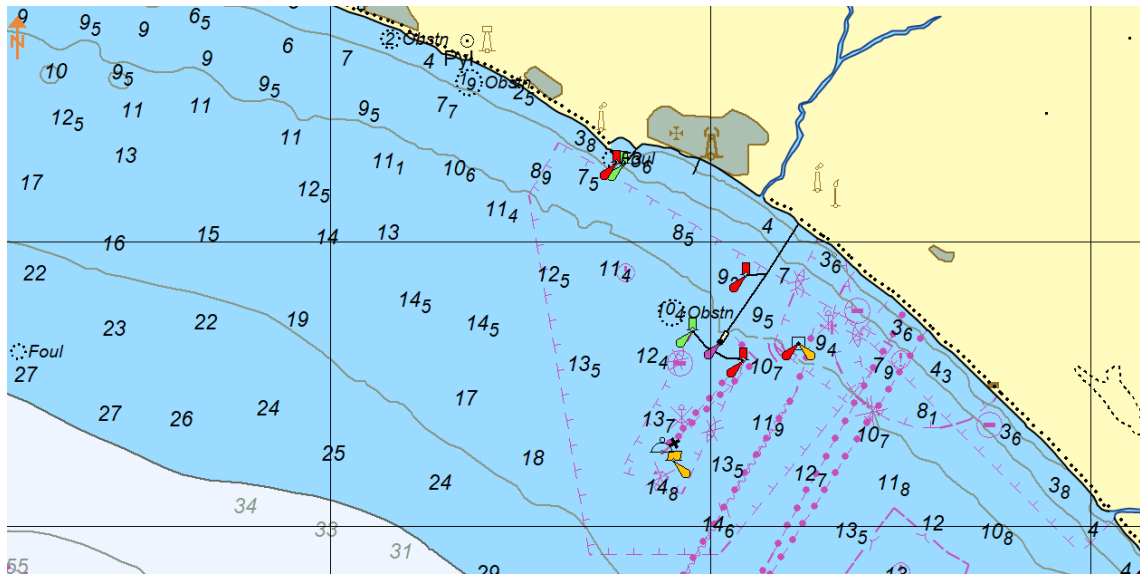 9 9₅ 9 6₅ 6 7
N
2 Obstn
4 Pyl
10 9₅ 9 9₅
9 Obstn
2₅
12₅ 11 11 9₅ 7₇
13 11 11₁ 10₆ 3₈
Foul 6
17 12₅ 8₉ 7₅
11₄
16 15 14 13 8₅ 4
22 12₅ 11₄ 9 7 3₆
14₅ 10₄ Obstn 9₅
23 22 19 14₅ 3₆
Foul
27 13₅ 12₄ 10₇ 9₄ 7₉ 4₃
27 26 24 17 13₇ 11₉ 10₇ 8₁ 3₆
25 18 13₅ 12₇
24 14₈ 11₈ 3₈
34 33 14₆ 13₅ 12 10₈ 4
31
55 29 13 4